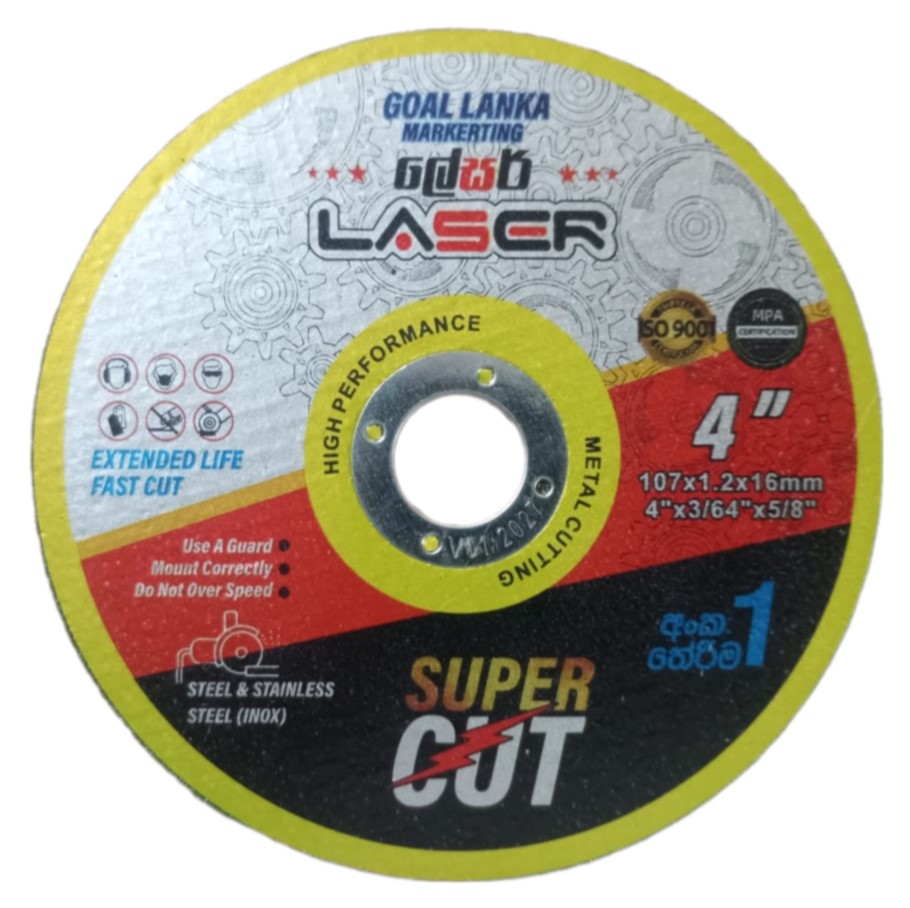 GOAL LANKA
MARKERTING
ලේසර්
LASER
HIGH PERFORMANCE
METAL CUTTING
ISO 9001
MPA
CERTIFICATION
4"
107x1.2x16mm
4"x3/64"x5/8"
EXTENDED LIFE
FAST CUT
Use A Guard
Mount Correctly
Do Not Over Speed
STEEL & STAINLESS
STEEL (INOX)
අංක 1
තේරීම
SUPER
CUT